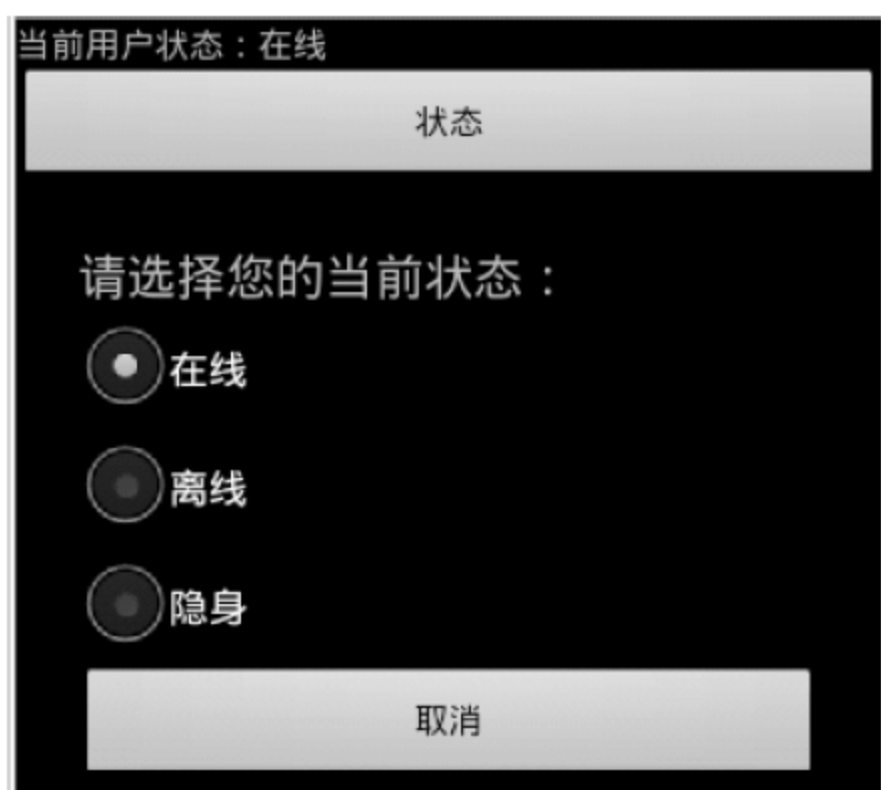 当前用户状态：在线
状态
请选择您的当前状态：
在线
离线
隐身
取消